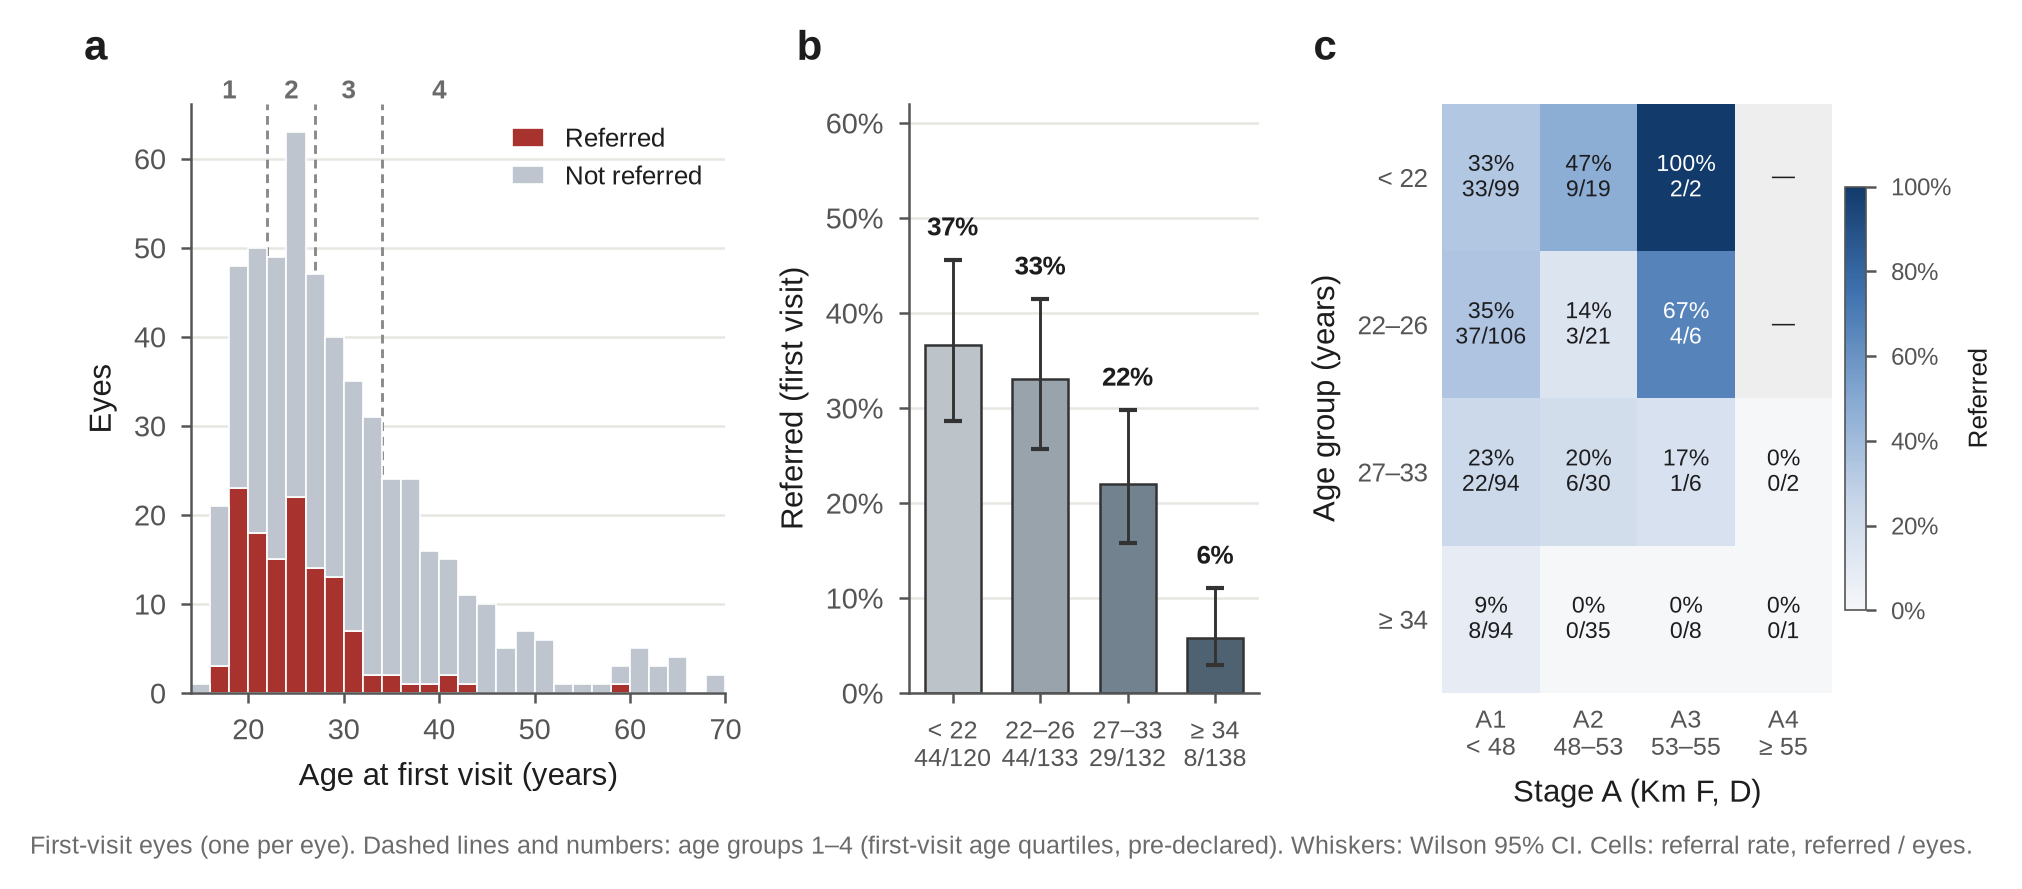 a
1 2 3 4
Referred
Not referred
60
50
40
30
20
10
0
Eyes
20 30 40 50 60 70
Age at first visit (years)
b
60%
50%
40%
30%
20%
10%
0%
Referred (first visit)
37%
33%
22%
6%
< 22 22–26 27–33 ≥ 34
44/120 44/133 29/132 8/138
c
Age group (years)
< 22
33% 47% 100% —
33/99 9/19 2/2
22–26
35% 14% 67% —
37/106 3/21 4/6
27–33
23% 20% 17% 0%
22/94 6/30 1/6 0/2
≥ 34
9% 0% 0% 0%
8/94 0/35 0/8 0/1
A1 A2 A3 A4
< 48 48–53 53–55 ≥ 55
Stage A (Km F, D)
100%
80%
60%
40%
20%
0%
Referred
First-visit eyes (one per eye). Dashed lines and numbers: age groups 1–4 (first-visit age quartiles, pre-declared). Whiskers: Wilson 95% CI. Cells: referral rate, referred / eyes.